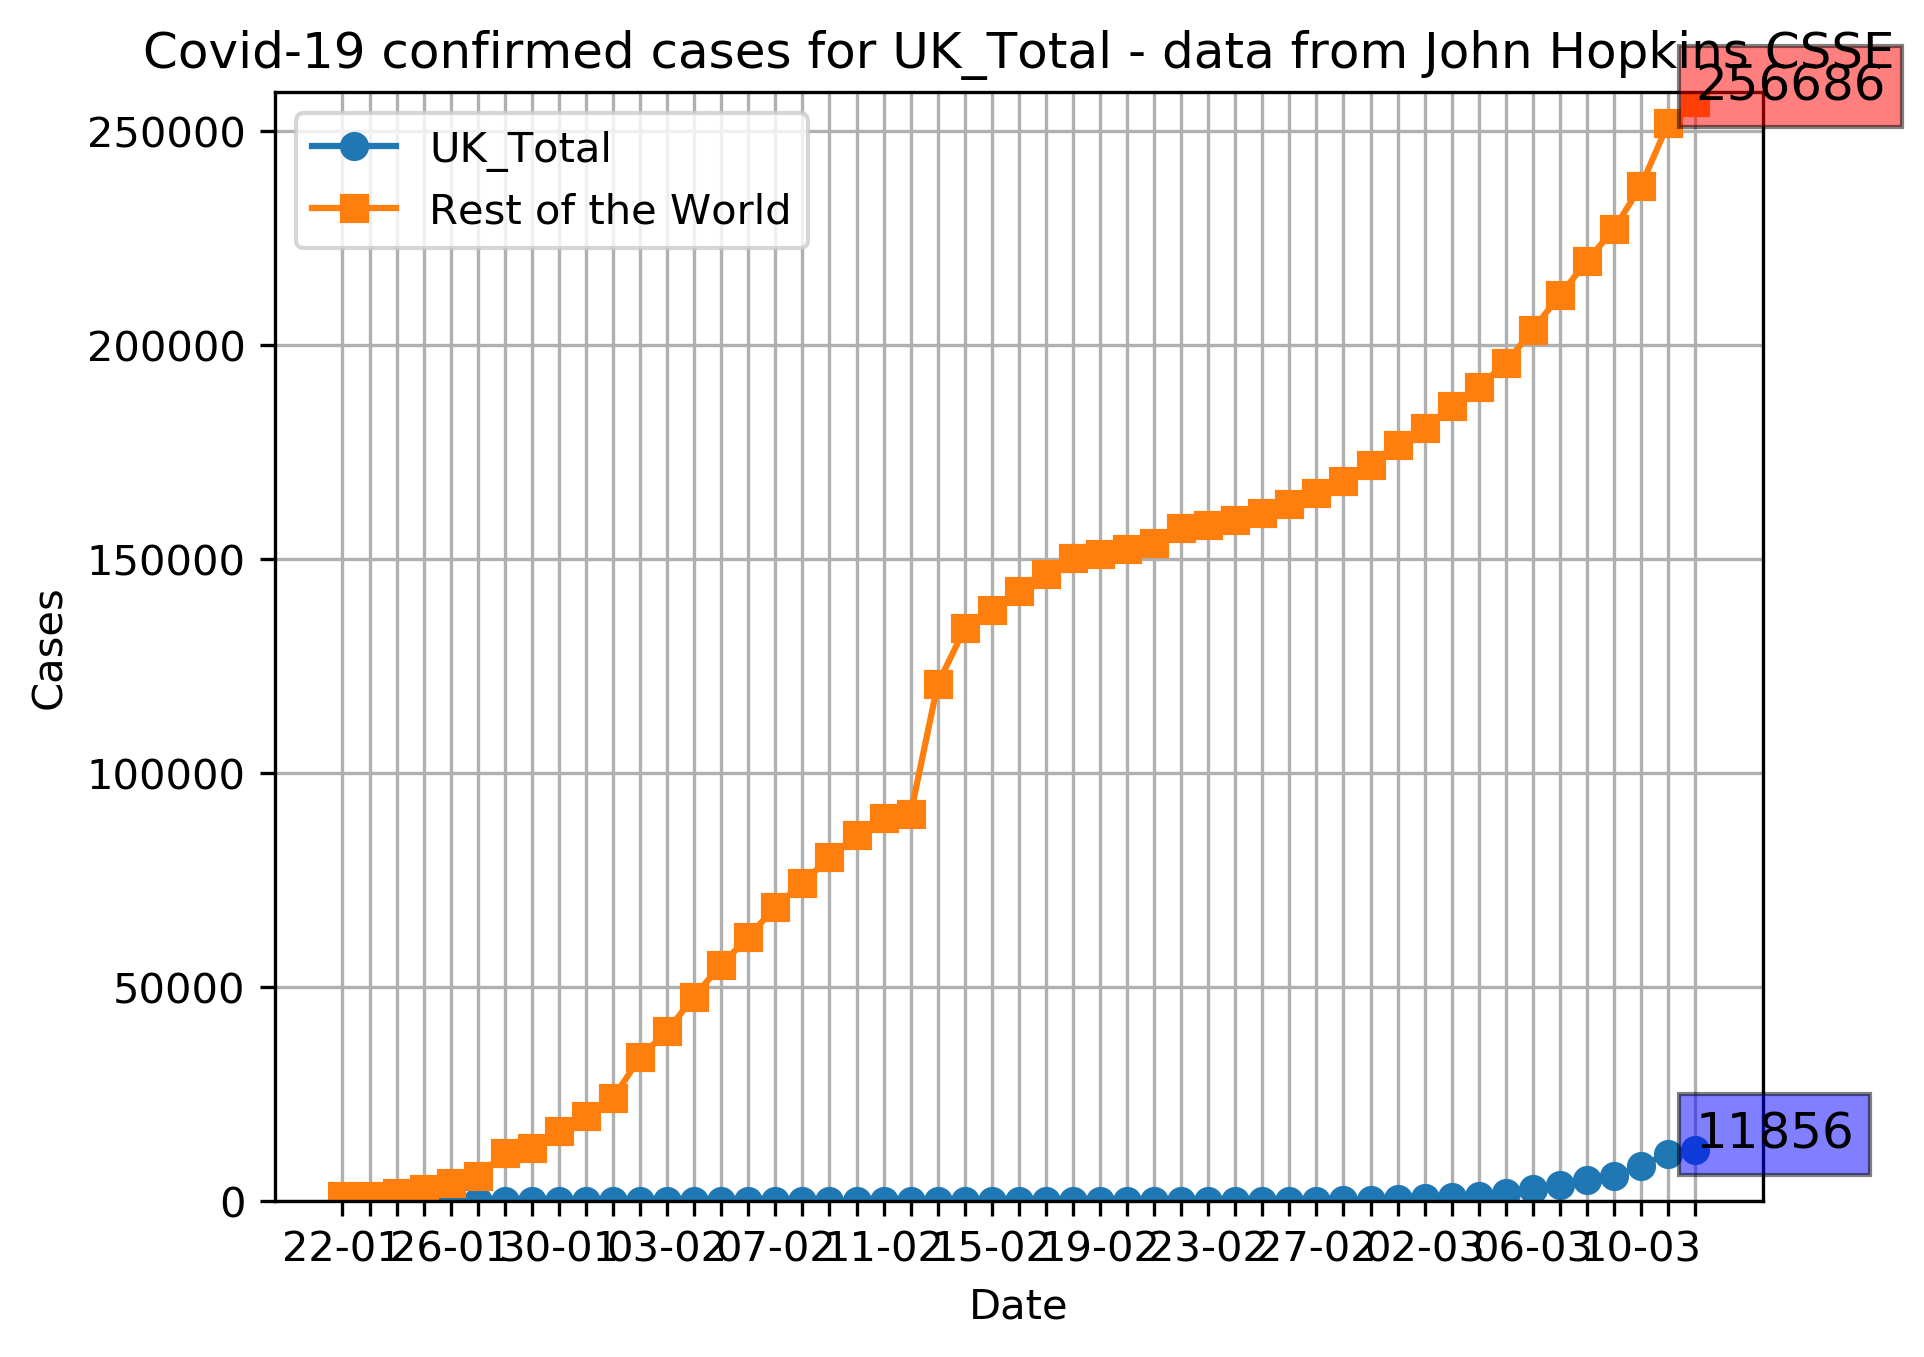 Covid-19 confirmed cases for UK_Total - data from John Hopkins CSSE
256686
UK_Total
Rest of the World
250000
200000
150000
100000
50000
0
Cases
11856
22-01 26-01 30-01 03-02 07-02 11-02 15-02 19-02 23-02 27-02 02-03 06-03 10-03
Date